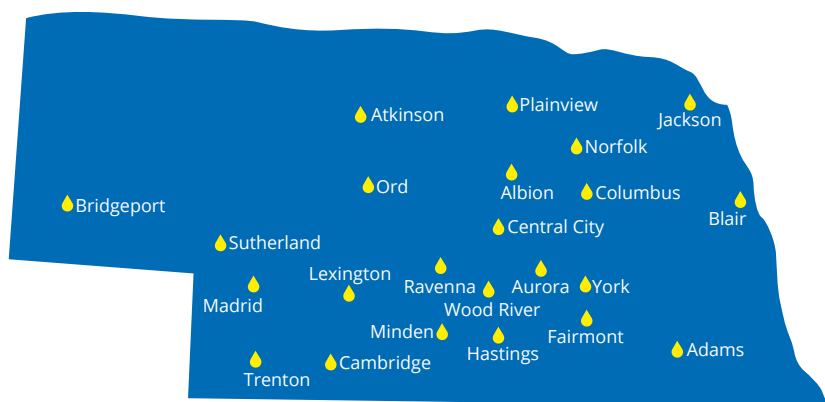 Plainview
Atkinson
Jackson
Norfolk
Ord
Albion
Columbus
Bridgeport
Blair
Central City
Sutherland
Lexington
Ravenna
Aurora
York
Madrid
Wood River
Minden
Fairmont
Hastings
Adams
Cambridge
Trenton